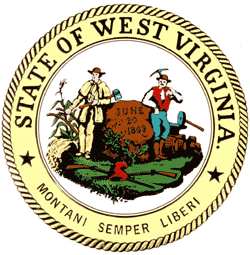 STATE OF WEST VIRGINIA.
JUNE
20
1863
MONTANI SEMPER LIBERI